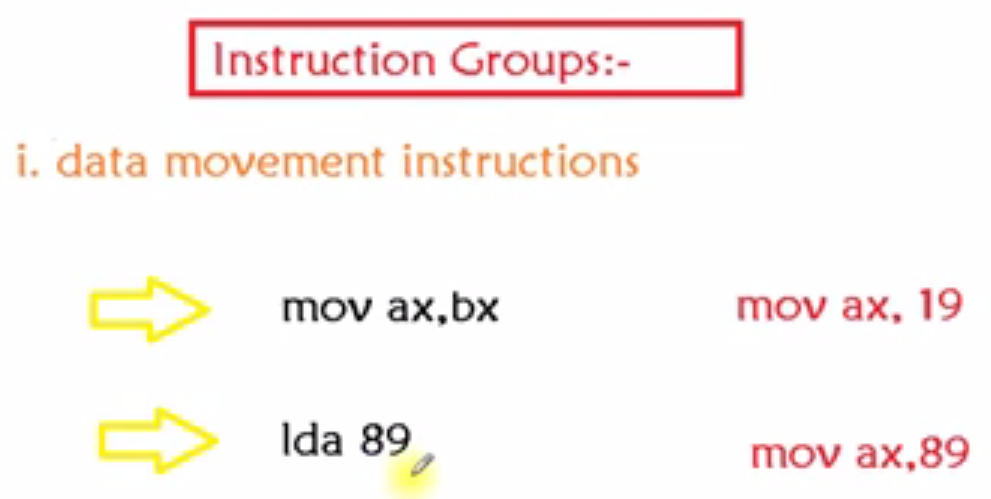 Instruction Groups:-
i. data movement instructions
mov ax,bx mov ax, 19
lda 89 mov ax,89